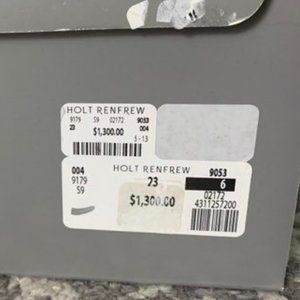 HOLT RENFREW
9179 S9 02172 9053
23 004
$1,300.00
5 - 13
004 HOLT RENFREW 9053
9179 23 6
S9 02172
$1,300.00 4311257200